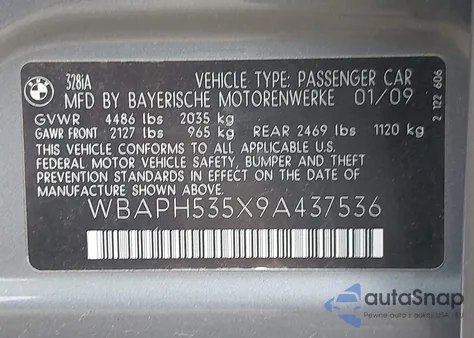 BMW
328iA
VEHICLE TYPE: PASSENGER CAR
MFD BY BAYERISCHE MOTORENWERKE 01/09
GVWR 4486 lbs 2035 kg
GAWR FRONT 2127 lbs 965 kg REAR 2469 lbs 1120 kg
THIS VEHICLE CONFORMS TO ALL APPLICABLE U.S.
FEDERAL MOTOR VEHICLE SAFETY, BUMPER AND THEFT
PREVENTION STANDARDS IN EFFECT ON THE DATE OF
MANUFACTURE SHOWN ABOVE.
WBAPH535X9A437536
2 122 606
autoSnap